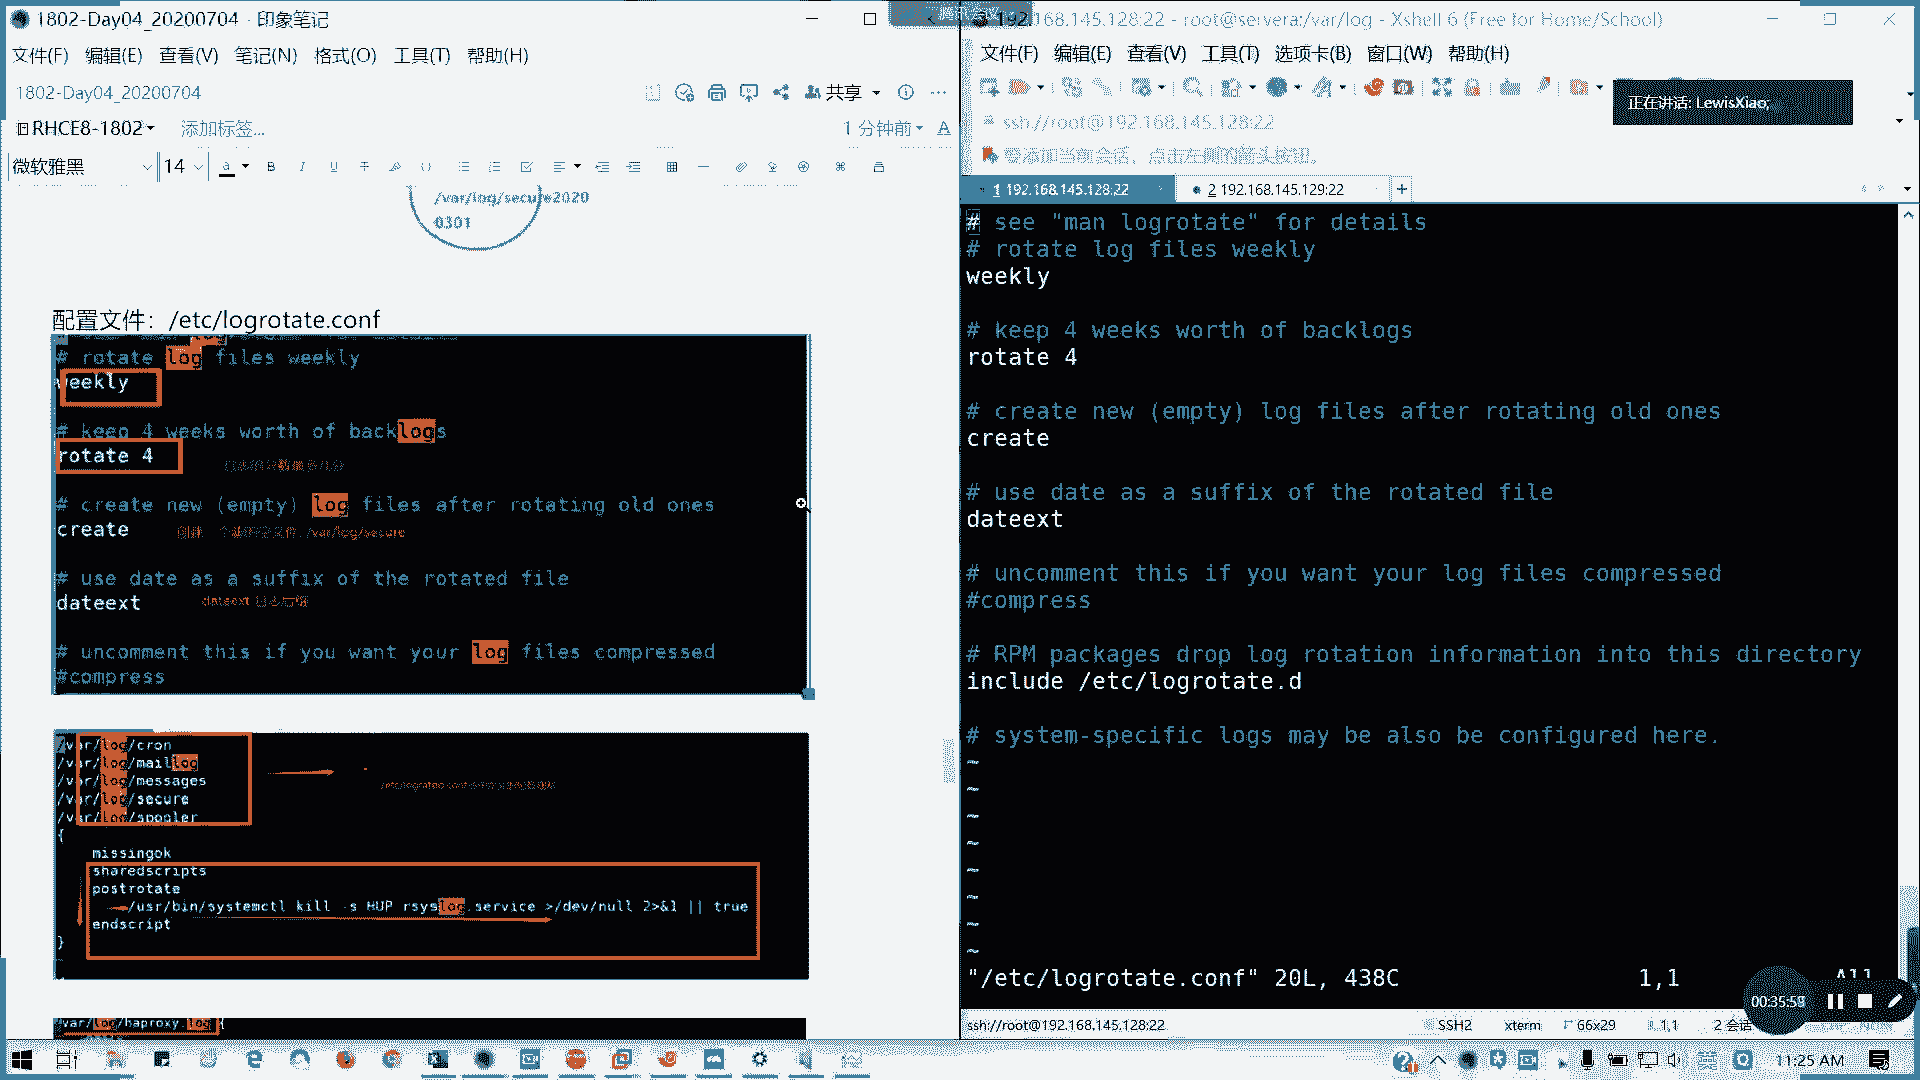 1802-Day04_20200704 - 印象笔记
文件(F) 编辑(E) 查看(V) 笔记(N) 格式(O) 工具(T) 帮助(H)
1802-Day04_20200704
共享
RHCE8-1802 添加标签...
1 分钟前
微软雅黑 14
/var/log/secure2020
0301
配置文件：/etc/logrotate.conf
# rotate log files weekly
weekly
# keep 4 weeks worth of backlogs
rotate 4
# create new (empty) log files after rotating old ones
create
/var/log/secure
# use date as a suffix of the rotated file
dateext
dateext
# uncomment this if you want your log files compressed
#compress
/var/log/cron
/var/log/maillog
/var/log/messages
/var/log/secure
/var/log/spooler
{
missingok
sharedscripts
postrotate
/usr/bin/systemctl kill -s HUP rsyslog.service >/dev/null 2>&1 || true
endscript
}
/var/log/haproxy.log {
192.168.145.128:22 - root@servera:/var/log - Xshell 6 (Free for Home/School)
文件(F) 编辑(E) 查看(V) 工具(T) 选项卡(B) 窗口(W) 帮助(H)
正在讲话: LewisXiao;
ssh://root@192.168.145.128:22
要添加当前会话，点击左侧的箭头按钮。
1 192.168.145.128:22
2 192.168.145.129:22
# see "man logrotate" for details
# rotate log files weekly
weekly
# keep 4 weeks worth of backlogs
rotate 4
# create new (empty) log files after rotating old ones
create
# use date as a suffix of the rotated file
dateext
# uncomment this if you want your log files compressed
#compress
# RPM packages drop log rotation information into this directory
include /etc/logrotate.d
# system-specific logs may be also be configured here.
~
~
~
~
~
~
~
~
"/etc/logrotate.conf" 20L, 438C 1,1 All
00:35:58
ssh://root@192.168.145.128:22 SSH2 xterm 66x29 1,1 2 会话
英
11:25 AM